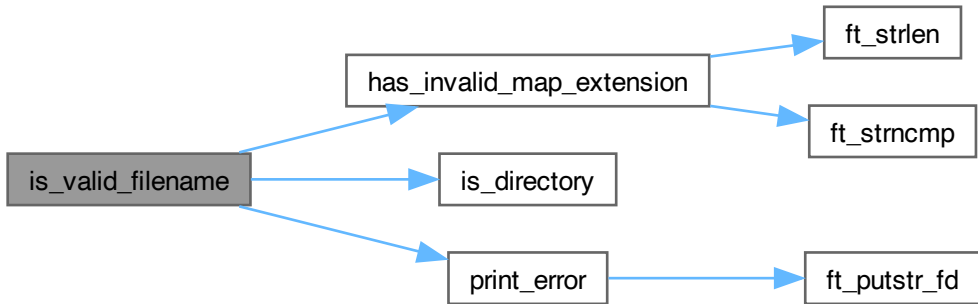 is_valid_filename
has_invalid_map_extension
ft_strlen
ft_strncmp
is_directory
print_error
ft_putstr_fd